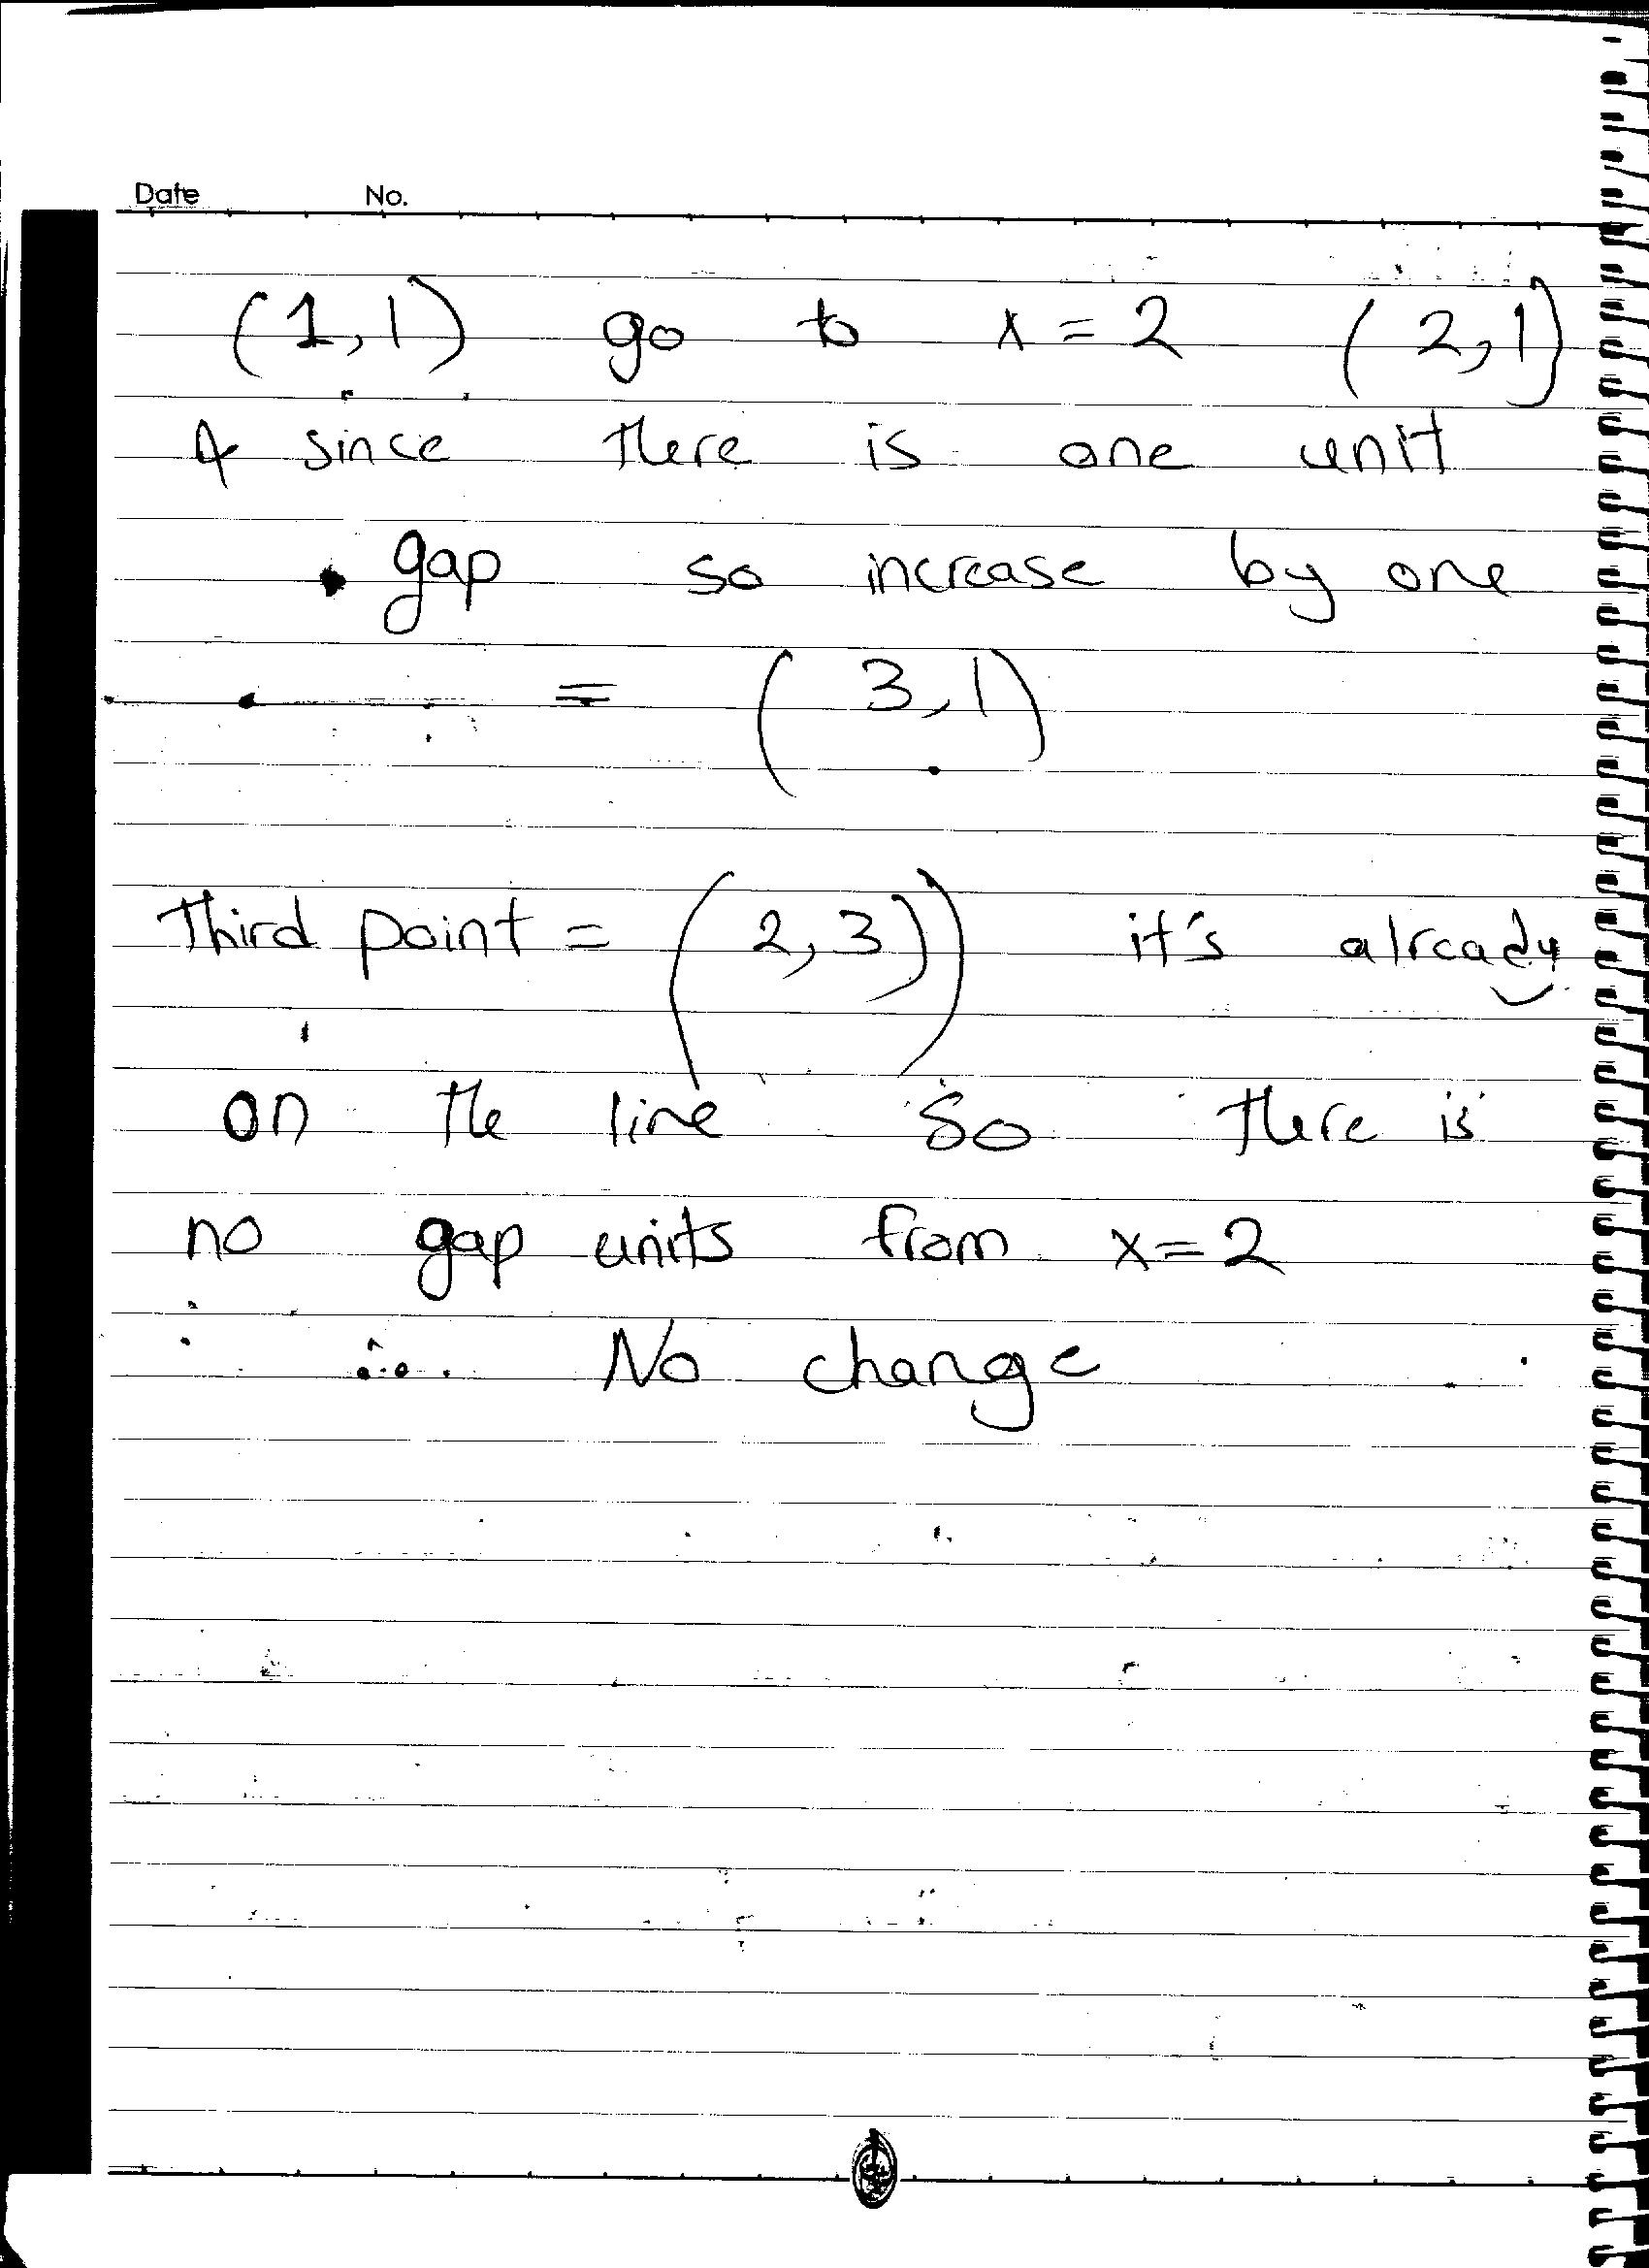 Date No.
(1,1) go to x = 2 (2,1)
& since there is one unit
gap so increase by one
= (3,1)
Third point = (2,3)) it's already
on the line so there is
no gap units from x=2
∴ No change